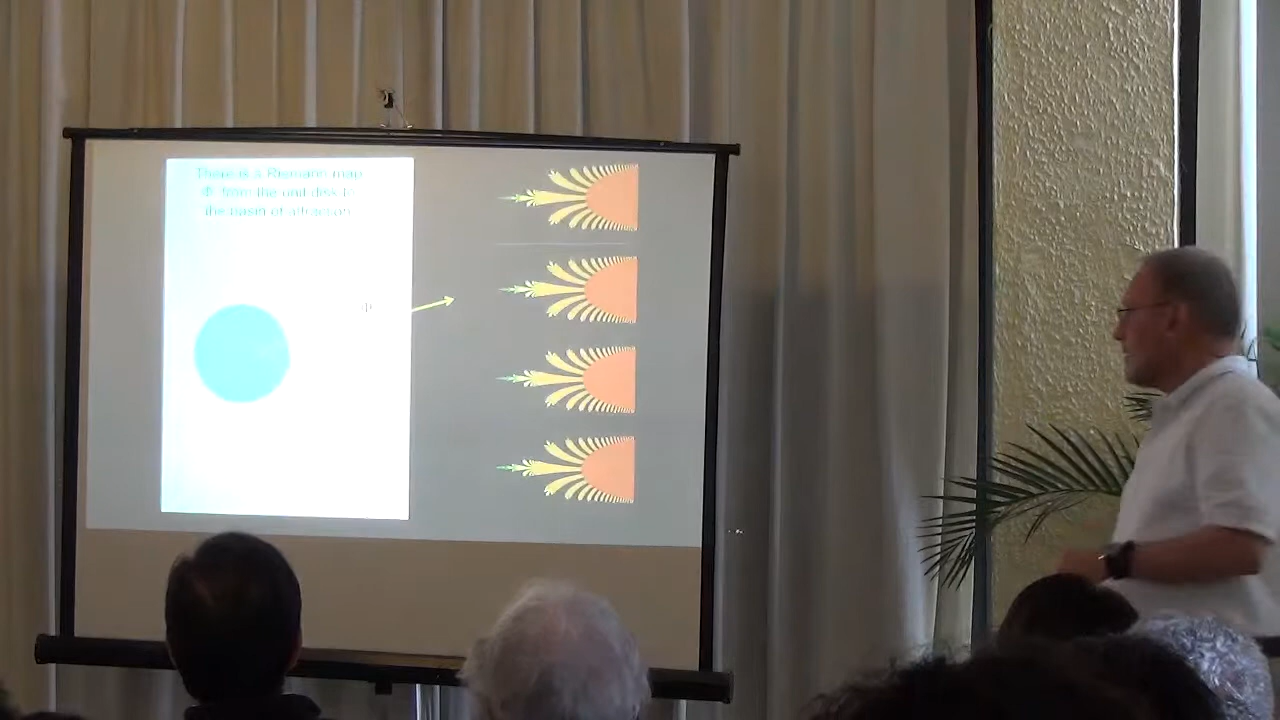 There is a Riemann map
Φ from the unit disk to
the basin of attraction
Φ